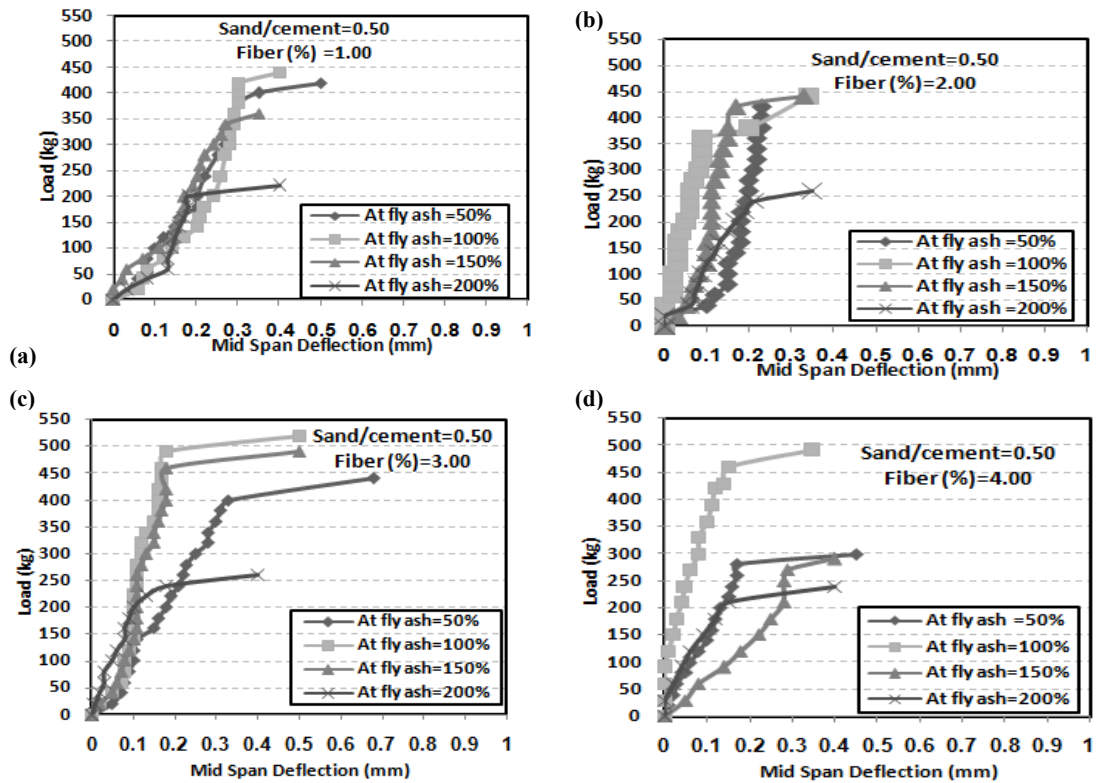 (a)
Sand/cement=0.50
Fiber (%) =1.00
Load (kg)
550
500
450
400
350
300
250
200
150
100
50
0
At fly ash =50%
At fly ash=100%
At fly ash=150%
At fly ash =200%
0 0.1 0.2 0.3 0.4 0.5 0.6 0.7 0.8 0.9 1
Mid Span Deflection (mm)
(b)
Sand/cement=0.50
Fiber (%)=2.00
Load (kg)
550
500
450
400
350
300
250
200
150
100
50
0
At fly ash =50%
At fly ash =100%
At fly ash =150%
At fly ash =200%
0 0.1 0.2 0.3 0.4 0.5 0.6 0.7 0.8 0.9 1
Mid Span Deflection (mm)
(c)
Sand/cement=0.50
Fiber (%)=3.00
Load (kg)
550
500
450
400
350
300
250
200
150
100
50
0
At fly ash=50%
At fly ash=100%
At fly ash=150%
At fly ash=200%
0 0.1 0.2 0.3 0.4 0.5 0.6 0.7 0.8 0.9 1
Mid Span Deflection (mm)
(d)
Sand/cement=0.50
Fiber (%)=4.00
Load (kg)
550
500
450
400
350
300
250
200
150
100
50
0
At fly ash =50%
At fly ash=100%
At fly ash=150%
At fly ash=200%
0 0.1 0.2 0.3 0.4 0.5 0.6 0.7 0.8 0.9 1
Mid Span Deflection (mm)